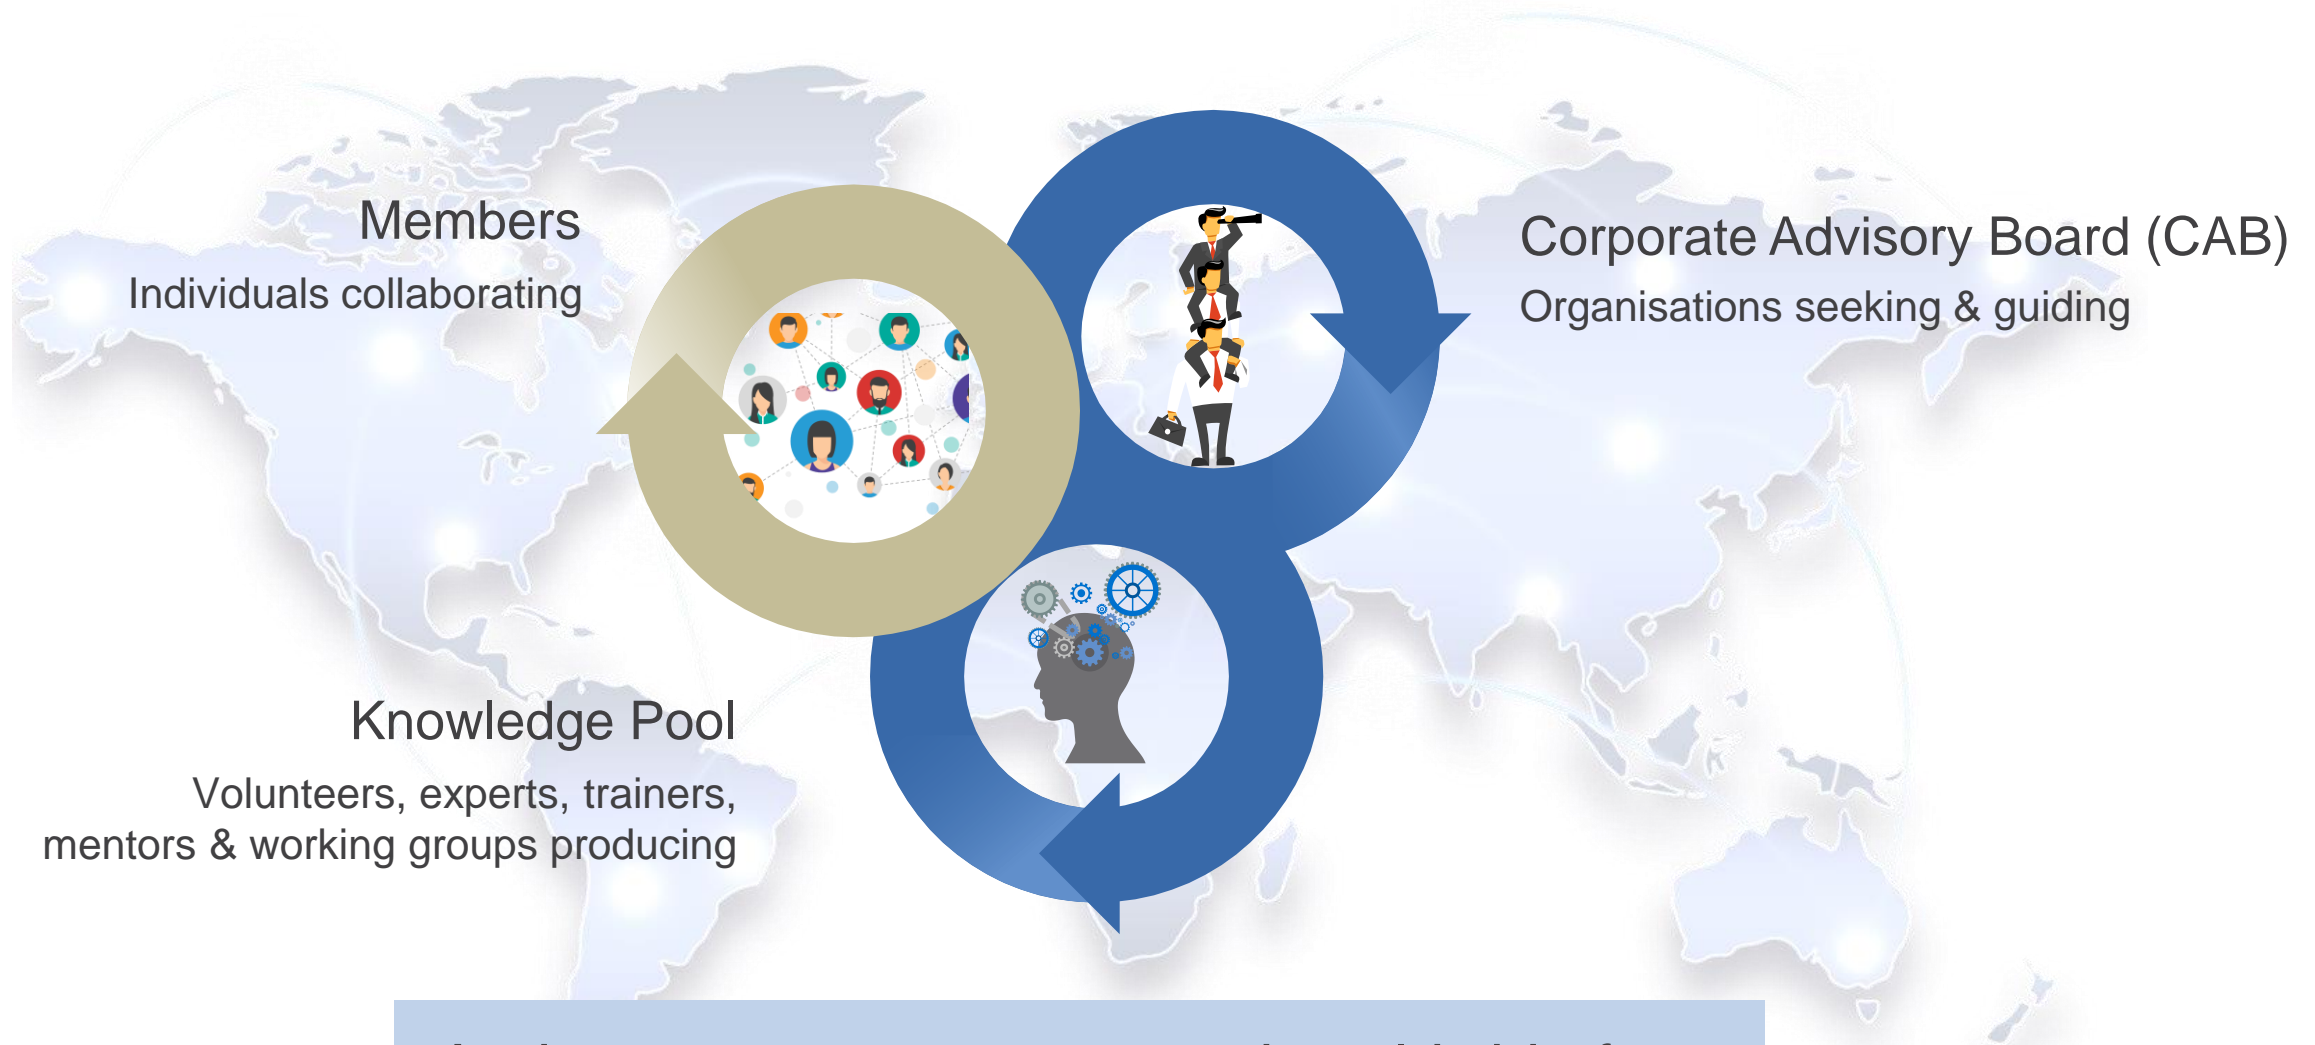 Members
Individuals collaborating
Corporate Advisory Board (CAB)
Organisations seeking & guiding
Knowledge Pool
Volunteers, experts, trainers,
mentors & working groups producing